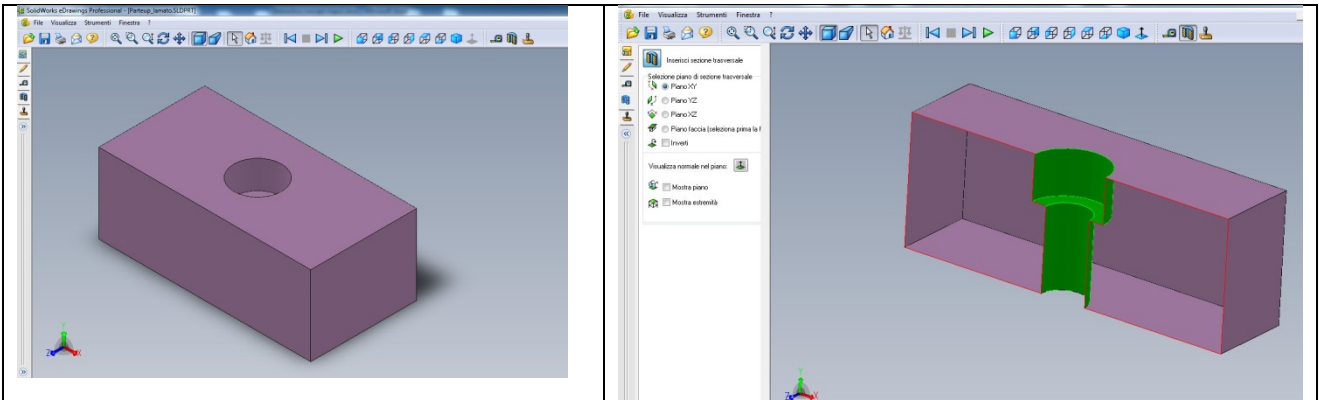 SolidWorks eDrawings Professional - [Parteup_lamato.SLDPRT]
File Visualizza Strumenti Finestra ?
Y
Z X
File Visualizza Strumenti Finestra ?
Inserisci sezione trasversale
Selezione piano di sezione trasversale
Piano XY
Piano YZ
Piano XZ
Piano faccia (seleziona prima la f
Inverti
Visualizza normale nel piano:
Mostra piano
Mostra estremità
Y
Z X